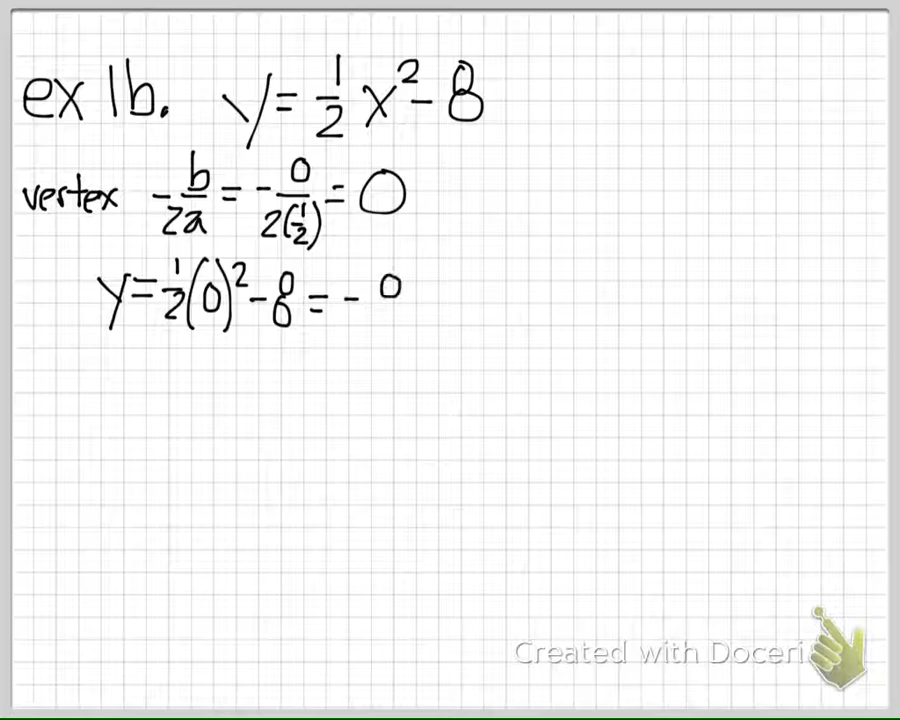 ex 1b. y = 1/2 x² - 8
vertex -b/2a = -0/2(1/2) = 0
y = 1/2 (0)² - 8 = - 0
Created with Doceri